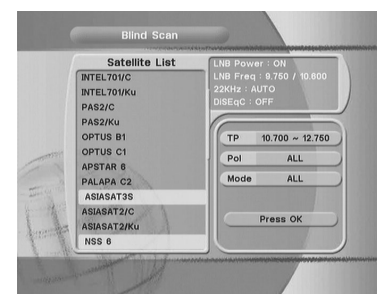 Blind Scan
Satellite List
INTEL701/C
INTEL701/Ku
PAS2/C
PAS2/Ku
OPTUS B1
OPTUS C1
APSTAR 6
PALAPA C2
ASIASAT3S
ASIASAT2/C
ASIASAT2/Ku
NSS 6
LNB Power : ON
LNB Freq : 9.750 / 10.600
22KHz : AUTO
DISEqC : OFF
TP 10.700 ~ 12.750
Pol ALL
Mode ALL
Press OK